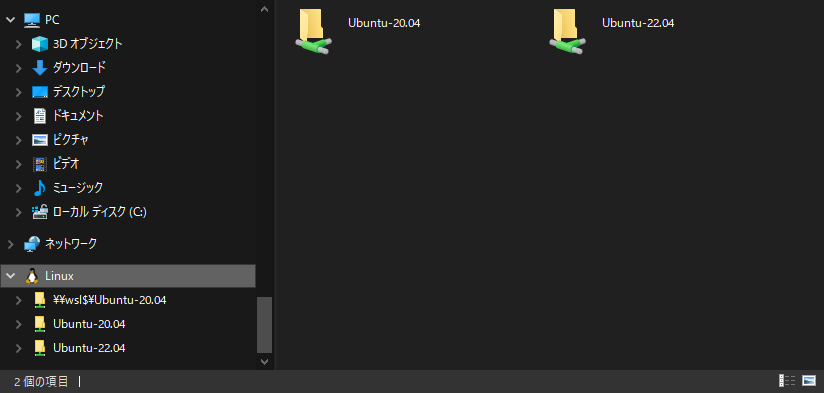 PC
3D オブジェクト
ダウンロード
デスクトップ
ドキュメント
ピクチャ
ビデオ
ミュージック
ローカル ディスク (C:)
ネットワーク
Linux
¥¥wsl$¥Ubuntu-20.04
Ubuntu-20.04
Ubuntu-22.04
Ubuntu-20.04
Ubuntu-22.04
2 個の項目